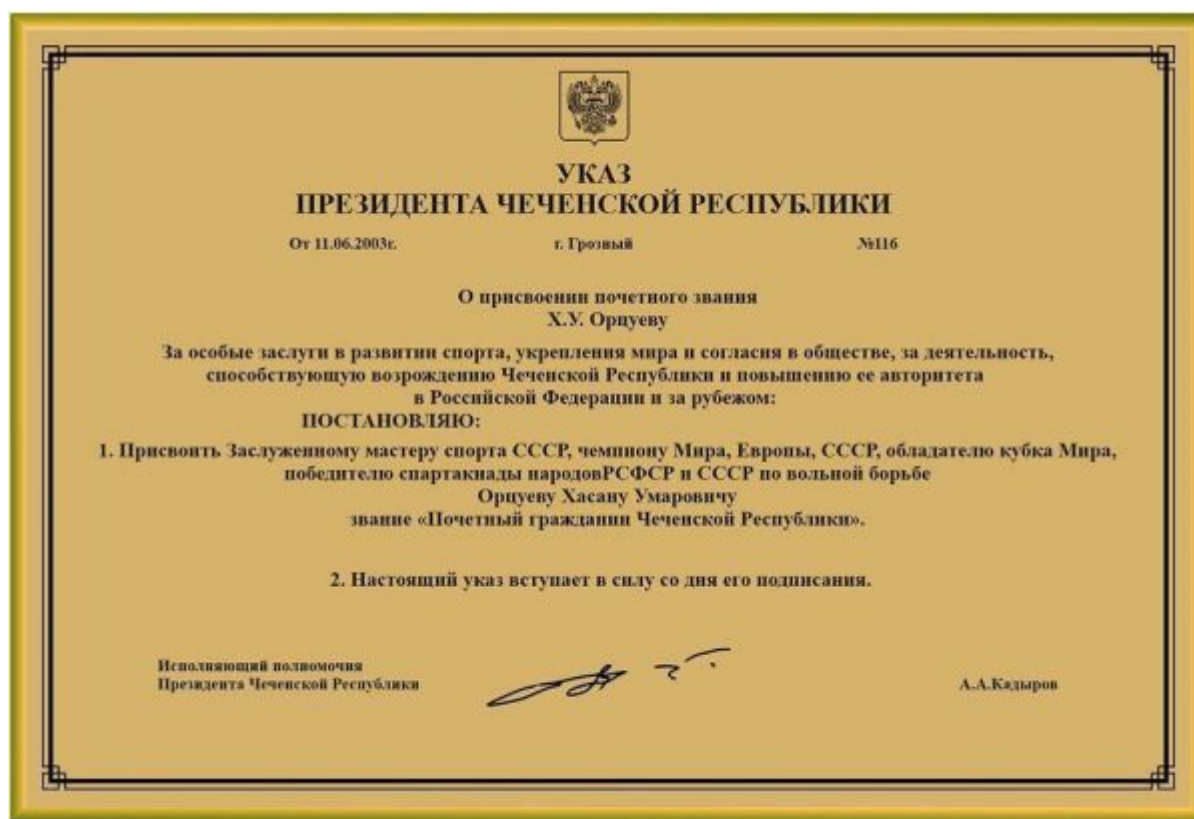 УКАЗ
ПРЕЗИДЕНТА ЧЕЧЕНСКОЙ РЕСПУБЛИКИ
От 11.06.2003г. г. Грозный №116
О присвоении почетного звания
Х.У. Орцуеву
За особые заслуги в развитии спорта, укрепления мира и согласия в обществе, за деятельность,
способствующую возрождению Чеченской Республики и повышению ее авторитета
в Российской Федерации и за рубежом:
ПОСТАНОВЛЯЮ:
1. Присвоить Заслуженному мастеру спорта СССР, чемпиону Мира, Европы, СССР, обладателю кубка Мира,
победителю спартакиады народовРСФСР и СССР по вольной борьбе
Орцуеву Хасану Умаровичу
звание «Почетный гражданин Чеченской Республики».
2. Настоящий указ вступает в силу со дня его подписания.
Исполняющий полномочия
Президента Чеченской Республики А.А.Кадыров